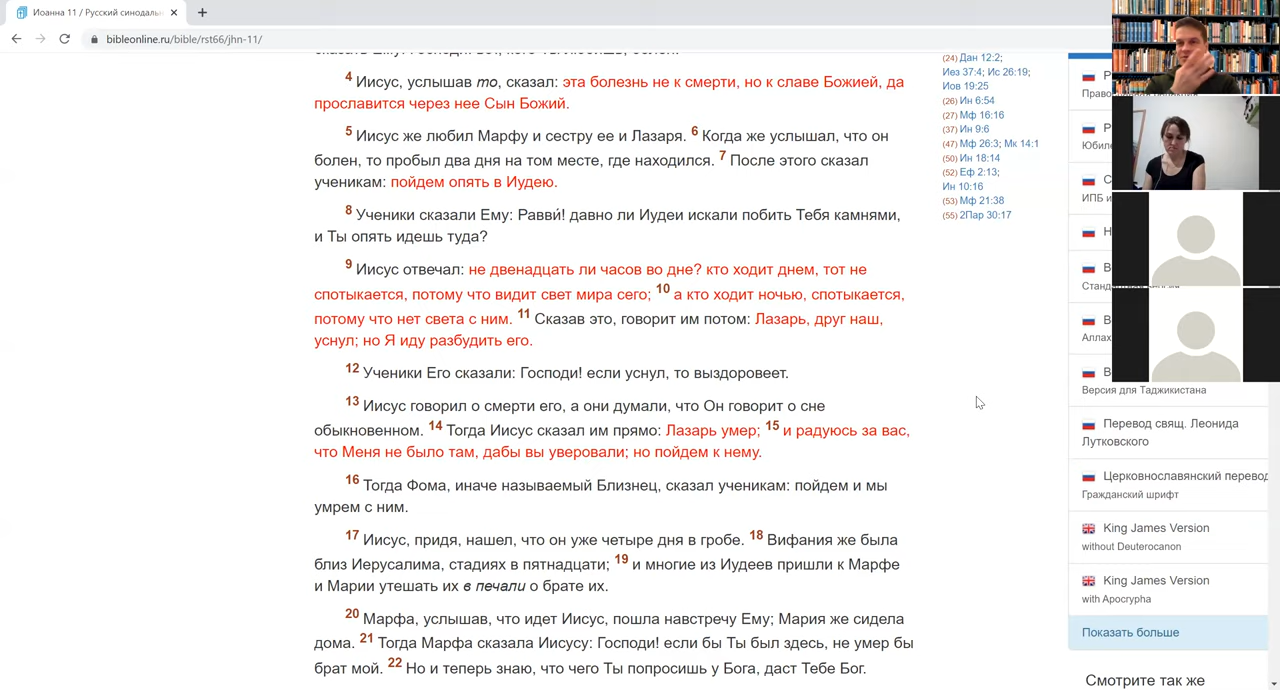 Иоанна 11 / Русский синодаль
bibleonline.ru/bible/rst66/jhn-11/
4 Иисус, услышав то, сказал: эта болезнь не к смерти, но к славе Божией, да
прославится через нее Сын Божий.
5 Иисус же любил Марфу и сестру ее и Лазаря. 6 Когда же услышал, что он
болен, то пробыл два дня на том месте, где находился. 7 После этого сказал
ученикам: пойдем опять в Иудею.
8 Ученики сказали Ему: Равви́! давно ли Иудеи искали побить Тебя камнями,
и Ты опять идешь туда?
9 Иисус отвечал: не двенадцать ли часов во дне? кто ходит днем, тот не
спотыкается, потому что видит свет мира сего; 10 а кто ходит ночью, спотыкается,
потому что нет света с ним. 11 Сказав это, говорит им потом: Лазарь, друг наш,
уснул; но Я иду разбудить его.
12 Ученики Его сказали: Господи! если уснул, то выздоровеет.
13 Иисус говорил о смерти его, а они думали, что Он говорит о сне
обыкновенном. 14 Тогда Иисус сказал им прямо: Лазарь умер; 15 и радуюсь за вас,
что Меня не было там, дабы вы уверовали; но пойдем к нему.
16 Тогда Фома, иначе называемый Близнец, сказал ученикам: пойдем и мы
умрем с ним.
17 Иисус, придя, нашел, что он уже четыре дня в гробе. 18 Вифания же была
близ Иерусалима, стадиях в пятнадцати; 19 и многие из Иудеев пришли к Марфе
и Марии утешать их в печали о брате их.
20 Марфа, услышав, что идет Иисус, пошла навстречу Ему; Мария же сидела
дома. 21 Тогда Марфа сказала Иисусу: Господи! если бы Ты был здесь, не умер бы
брат мой. 22 Но и теперь знаю, что чего Ты попросишь у Бога, даст Тебе Бог.
(24) Дан 12:2;
Иез 37:4; Ис 26:19;
Иов 19:25
(26) Ин 6:54
(27) Мф 16:16
(37) Ин 9:6
(47) Мф 26:3; Мк 14:1
(50) Ин 18:14
(52) Еф 2:13;
Ин 10:16
(53) Мф 21:38
(55) 2Пар 30:17
Версия для Таджикистана
Перевод свящ. Леонида
Лутковского
Церковнославянский перевод
Гражданский шрифт
King James Version
without Deuterocanon
King James Version
with Apocrypha
Показать больше
Смотрите так же